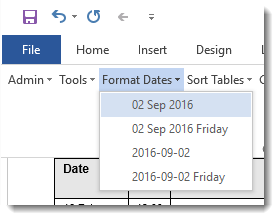 File Home Insert Design
Admin Tools Format Dates Sort Tables
02 Sep 2016
02 Sep 2016 Friday
2016-09-02
2016-09-02 Friday
Date